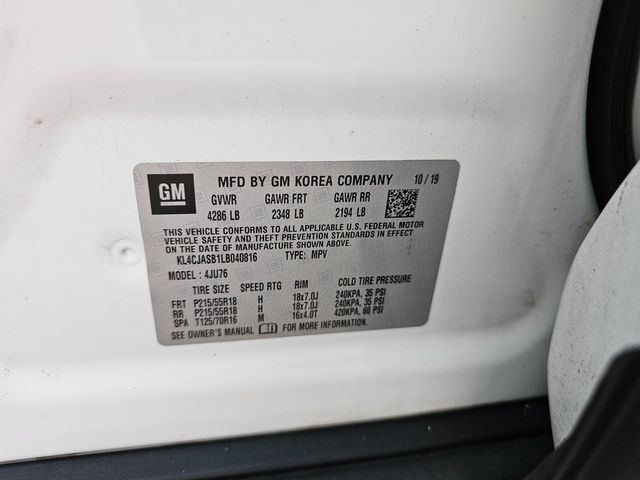 GM
MFD BY GM KOREA COMPANY 10/19
GVWR GAWR FRT GAWR RR
4286 LB 2348 LB 2194 LB
THIS VEHICLE CONFORMS TO ALL APPLICABLE U.S. FEDERAL MOTOR
VEHICLE SAFETY AND THEFT PREVENTION STANDARDS IN EFFECT ON THE
DATE OF MANUFACTURE SHOWN ABOVE.
KL4CJASB1LB040816 TYPE: MPV
MODEL : 4JU76
TIRE SIZE SPEED RTG RIM COLD TIRE PRESSURE
FRT P215/55R18 H 18x7.0J 240KPA, 35 PSI
RR P215/55R18 H 18x7.0J 240KPA, 35 PSI
SPA T125/70R16 M 16x4.0T 420KPA, 60 PSI
SEE OWNER'S MANUAL FOR MORE INFORMATION.